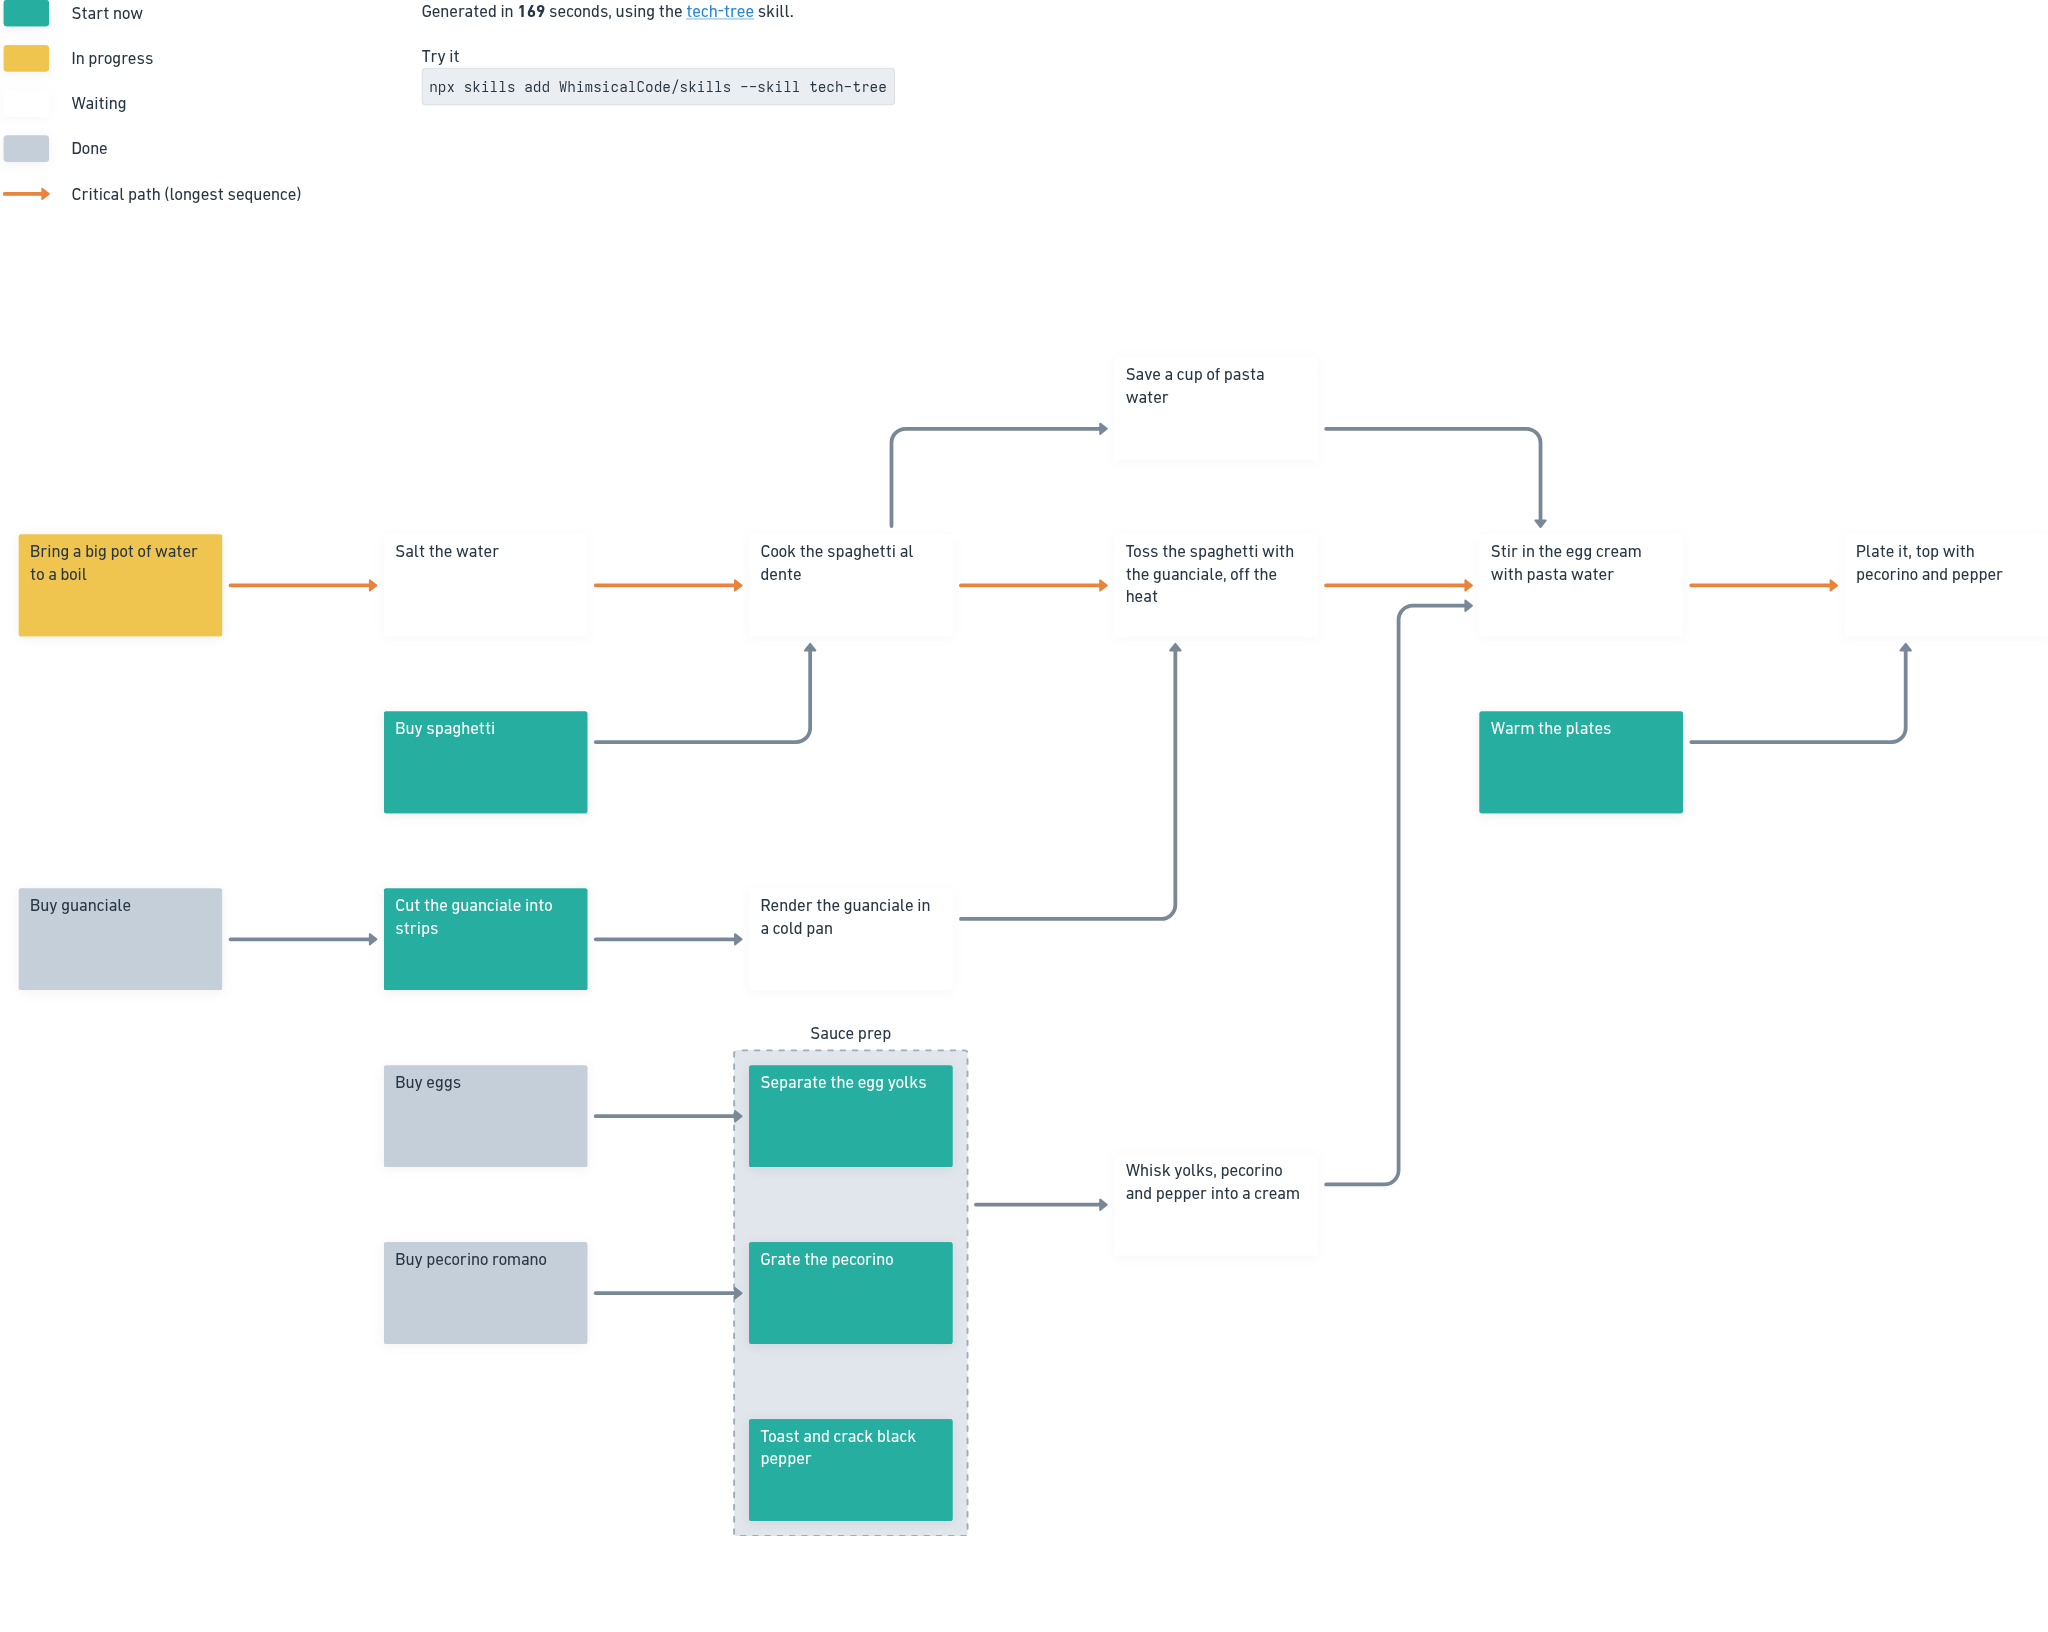 Start now
In progress
Waiting
Done
Critical path (longest sequence)
Generated in 169 seconds, using the tech-tree skill.
Try it
npx skills add WhimsicalCode/skills --skill tech-tree
Save a cup of pasta
water
Bring a big pot of water
to a boil
Salt the water
Cook the spaghetti al
dente
Toss the spaghetti with
the guanciale, off the
heat
Stir in the egg cream
with pasta water
Plate it, top with
pecorino and pepper
Buy spaghetti
Warm the plates
Buy guanciale
Cut the guanciale into
strips
Render the guanciale in
a cold pan
Sauce prep
Buy eggs
Separate the egg yolks
Whisk yolks, pecorino
and pepper into a cream
Buy pecorino romano
Grate the pecorino
Toast and crack black
pepper